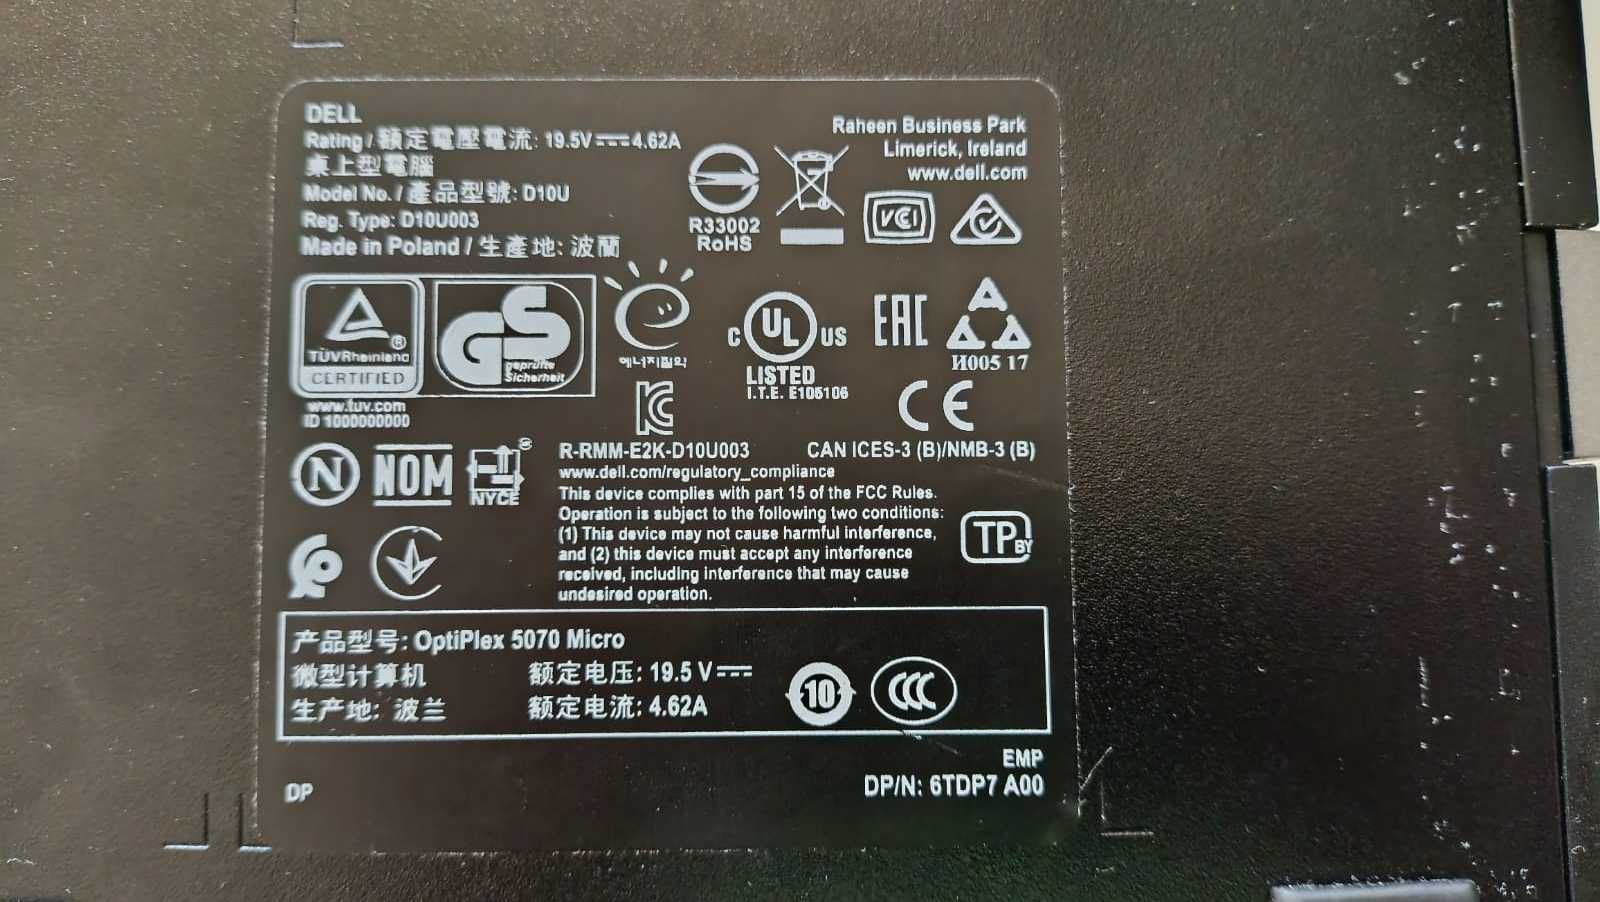 DELL
Rating / 額定電壓電流: 19.5V⎓4.62A
桌上型電腦
Model No. / 產品型號: D10U
Reg. Type: D10U003
Made in Poland / 生產地: 波蘭
Raheen Business Park
Limerick, Ireland
www.dell.com
R33002
RoHS
VCI
TÜVRheinland
CERTIFIED
www.tuv.com
ID 1000000000
GS
geprüfte
Sicherheit
에너지절약
C UL US
LISTED
I.T.E. E105106
EAC
И005 17
CE
N
NOM
NYCE
R-RMM-E2K-D10U003
CAN ICES-3 (B)/NMB-3 (B)
www.dell.com/regulatory_compliance
This device complies with part 15 of the FCC Rules.
Operation is subject to the following two conditions:
(1) This device may not cause harmful interference,
and (2) this device must accept any interference
received, including interference that may cause
undesired operation.
TP BY
产品型号: OptiPlex 5070 Micro
微型计算机
额定电压: 19.5 V⎓
生产地: 波兰
额定电流: 4.62A
10
CCC
EMP
DP
DP/N: 6TDP7 A00